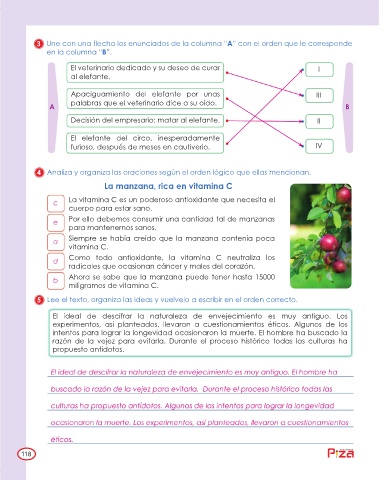 3 Une con una flecha los enunciados de la columna "A" con el orden que le corresponde
en la columna "B".
El veterinario dedicado y su deseo de curar
al elefante.
I
Apaciguamiento del elefante por unas
palabras que el veterinario dice a su oído.
III
A
B
Decisión del empresario: matar al elefante.
II
El elefante del circo, inesperadamente
furioso, después de meses en cautiverio.
IV
4 Analiza y organiza las oraciones según el orden lógico que ellas mencionan.
La manzana, rica en vitamina C
c La vitamina C es un poderoso antioxidante que necesita el
cuerpo para estar sano.
e Por ello debemos consumir una cantidad tal de manzanas
para mantenernos sanos.
a Siempre se había creído que la manzana contenía poca
vitamina C.
d Como todo antioxidante, la vitamina C neutraliza los
radicales que ocasionan cáncer y males del corazón.
b Ahora se sabe que la manzana puede tener hasta 15000
miligramos de vitamina C.
5 Lee el texto, organiza las ideas y vuelvelo a escribir en el orden correcto.
El ideal de descifrar la naturaleza de envejecimiento es muy antiguo. Los
experimentos, así planteados, llevaron a cuestionamientos éticos. Algunos de los
intentos para lograr la longevidad ocasionaron la muerte. El hombre ha buscado la
razón de la vejez para evitarla. Durante el proceso histórico todas las culturas ha
propuesto antídotos.
El ideal de descifrar la naturaleza de envejecimiento es muy antiguo. El hombre ha
buscado la razón de la vejez para evitarla. Durante el proceso histórico todas las
culturas ha propuesto antídotos. Algunos de los intentos para lograr la longevidad
ocasionaron la muerte. Los experimentos, así planteados, llevaron a cuestionamientos
éticos.
118
Piza